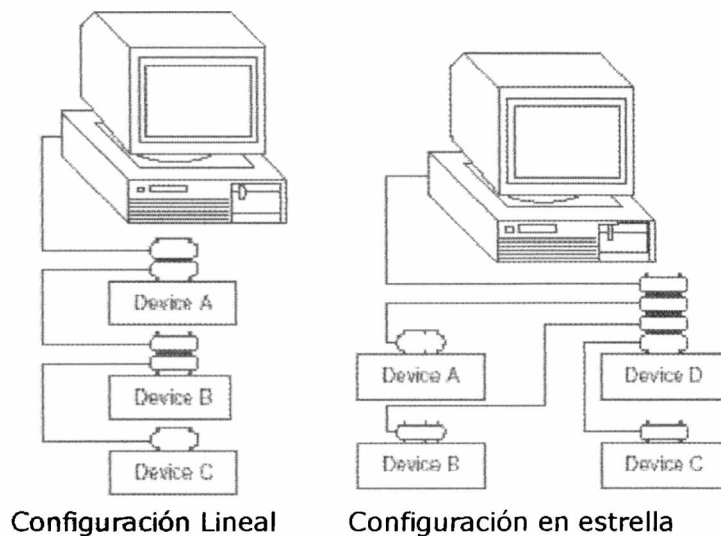 Device A
Device B
Device C
Configuración Lineal
Device A
Device D
Device B
Device C
Configuración en estrella